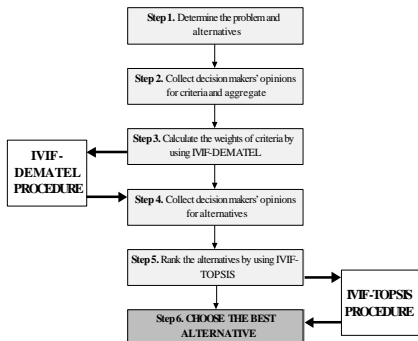 Step 1. Determine the problem and
alternatives
Step 2. Collect decision makers' opinions
for criteria and aggregate
Step 3. Calculate the weights of criteria by
using IVIF-DEMATEL
IVIF-
DEMATEL
PROCEDURE
Step 4. Collect decision makers' opinions
for alternatives
Step 5. Rank the alternatives by using IVIF-
TOPSIS
IVIF-TOPSIS
PROCEDURE
Step 6. CHOOSE THE BEST
ALTERNATIVE